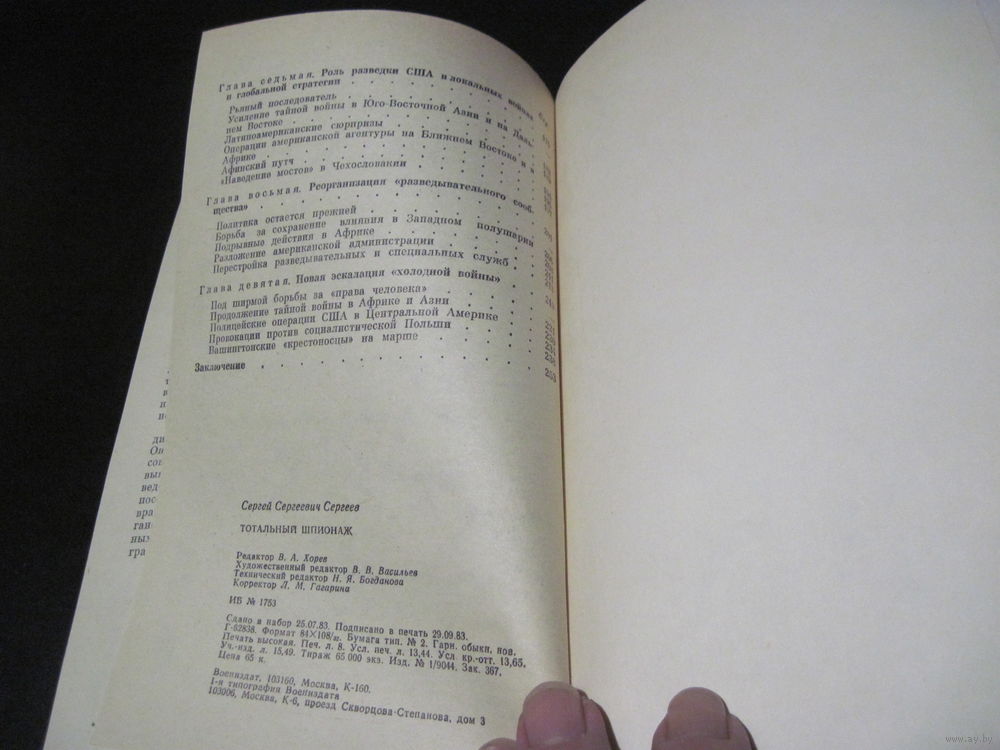 Глава седьмая. Роль разведки США в локальных войнах
и глобальной стратегии
Рьяный последователь
Усиление тайной войны в Юго-Восточной Азии и на Даль-
нем Востоке
Латиноамериканские сюрпризы
Операции американской агентуры на Ближнем Востоке и в
Африке
Афинский путч
«Наведение мостов» в Чехословакии
Глава восьмая. Реорганизация «разведывательного сооб-
щества»
Политика остается прежней
Борьба за сохранение влияния в Западном полушарии
Подрывные действия в Африке
Разложение американской администрации
Перестройка разведывательных и специальных служб
Глава девятая. Новая эскалация «холодной войны»
Под ширмой борьбы за «права человека»
Продолжение тайной войны в Африке и Азии
Полицейские операции США в Центральной Америке
Провокации против социалистической Польши
Вашингтонские «крестоносцы» на марше
Заключение
Сергей Сергеевич Сергеев
ТОТАЛЬНЫЙ ШПИОНАЖ
Редактор В. А. Хорев
Художественный редактор В. В. Васильев
Технический редактор Н. Я. Богданова
Корректор Л. М. Гагарина
ИБ № 1753
Сдано в набор 25.07.83. Подписано в печать 29.09.83.
Г-62838. Формат 84×108/32. Бумага тип. № 2. Гарн. обыкн. нов.
Печать высокая. Печ. л. 8. Усл. печ. л. 13,44. Усл. кр.-отт. 13,65.
Уч.-изд. л. 15,49. Тираж 65 000 экз. Изд. № 1/9044. Зак. 367.
Цена 65 к.
Воениздат, 103160, Москва, К-160.
1-я типография Воениздата
103006, Москва, К-6, проезд Скворцова-Степанова, дом 3
www.ay.by